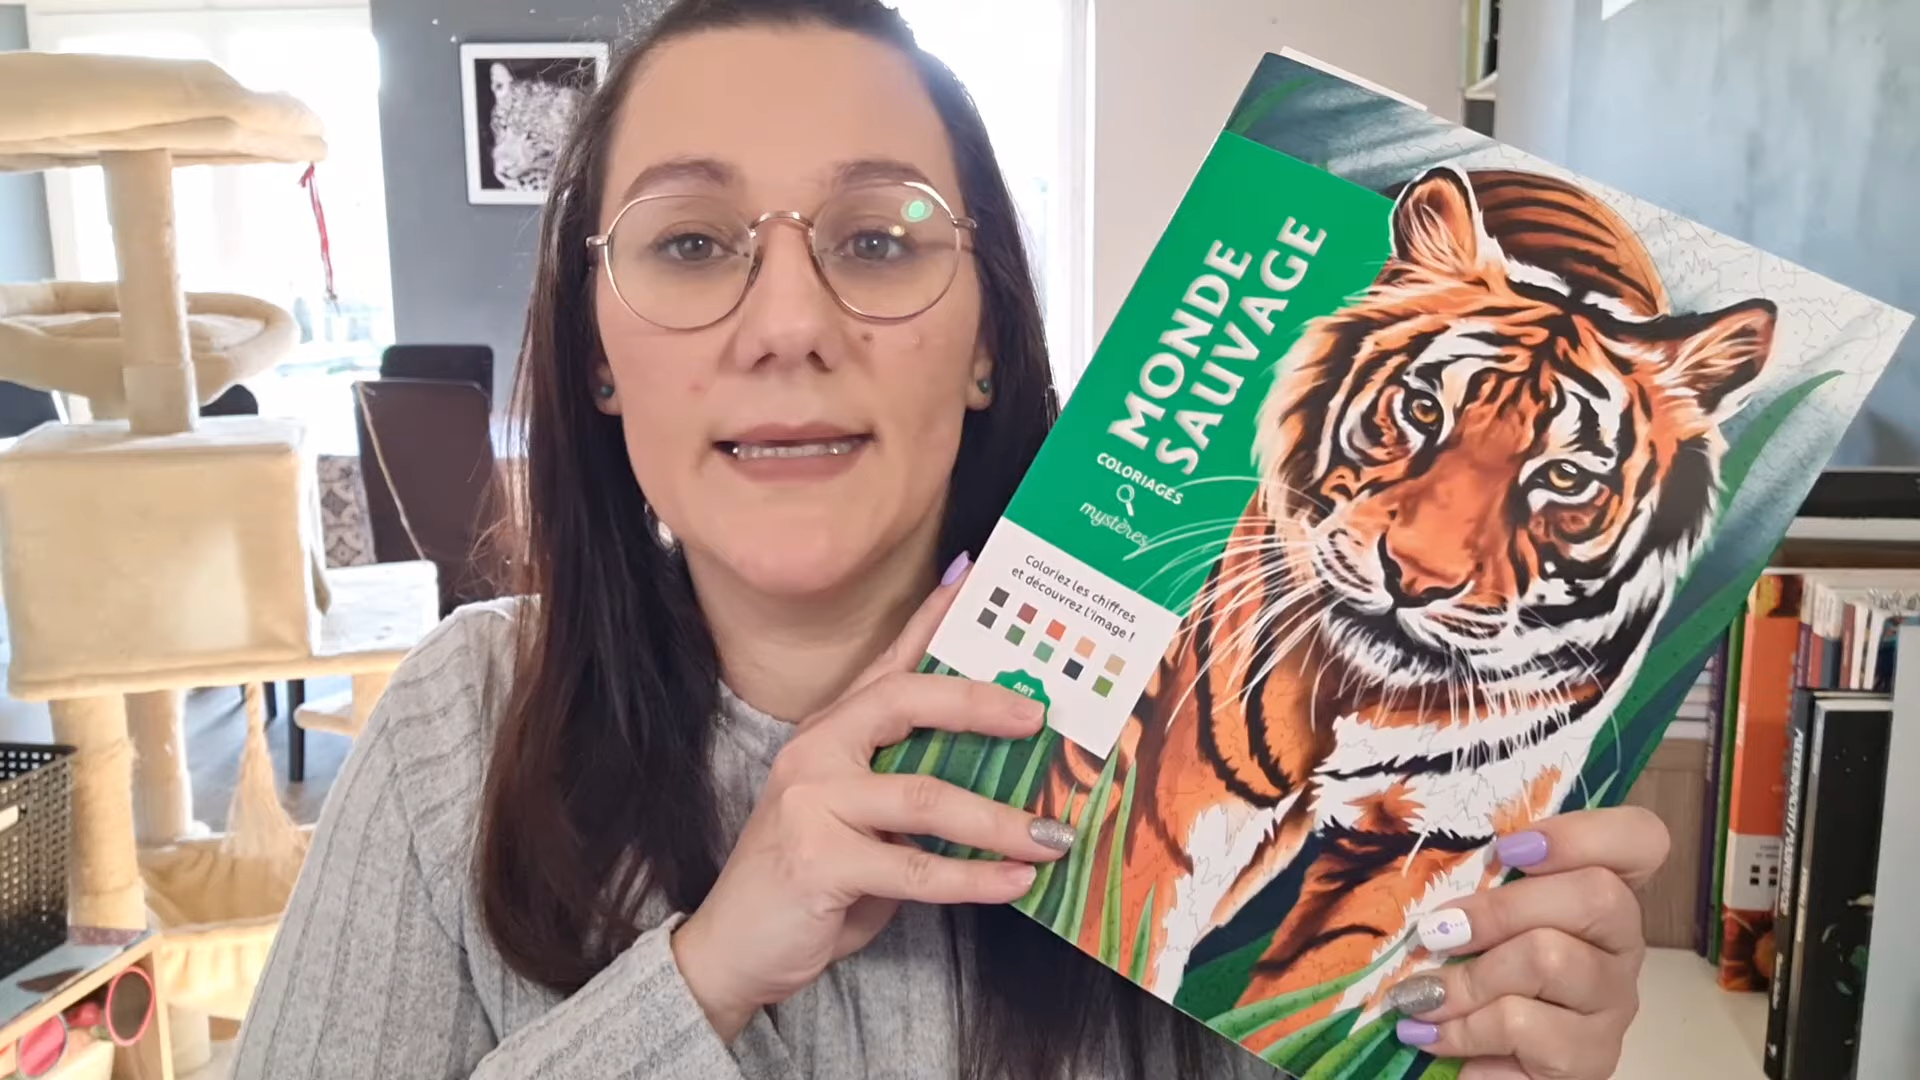 MONDE
SAUVAGE
COLORIAGES
mystères
Coloriez les chiffres
et découvrez l'image !
ART